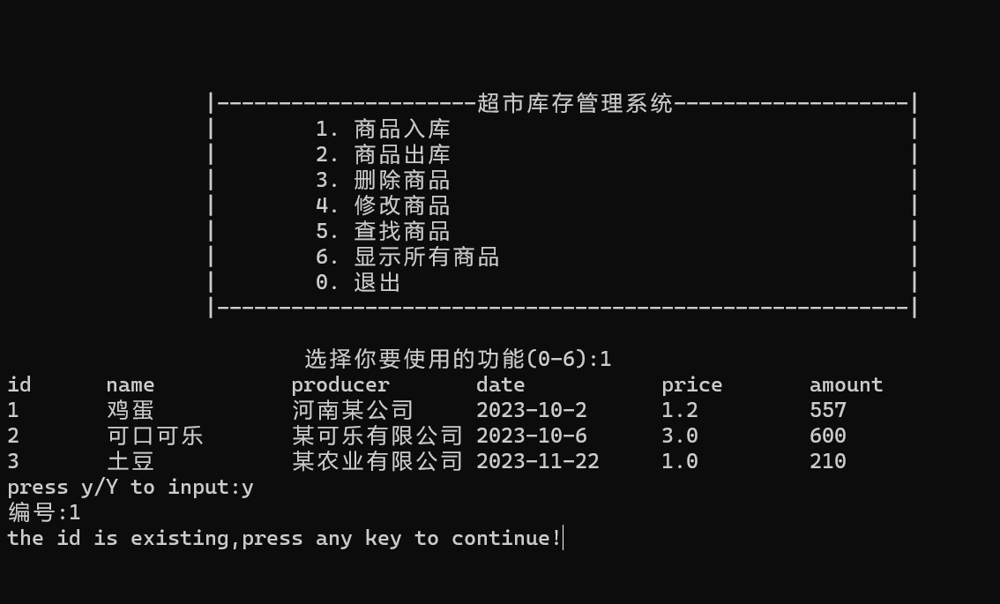 |---------------------超市库存管理系统-------------------|
|        1. 商品入库                                     |
|        2. 商品出库                                     |
|        3. 删除商品                                     |
|        4. 修改商品                                     |
|        5. 查找商品                                     |
|        6. 显示所有商品                                 |
|        0. 退出                                         |
|--------------------------------------------------------|
选择你要使用的功能(0-6):1
id name producer date price amount
1 鸡蛋 河南某公司 2023-10-2 1.2 557
2 可口可乐 某可乐有限公司 2023-10-6 3.0 600
3 土豆 某农业有限公司 2023-11-22 1.0 210
press y/Y to input:y
编号:1
the id is existing,press any key to continue!